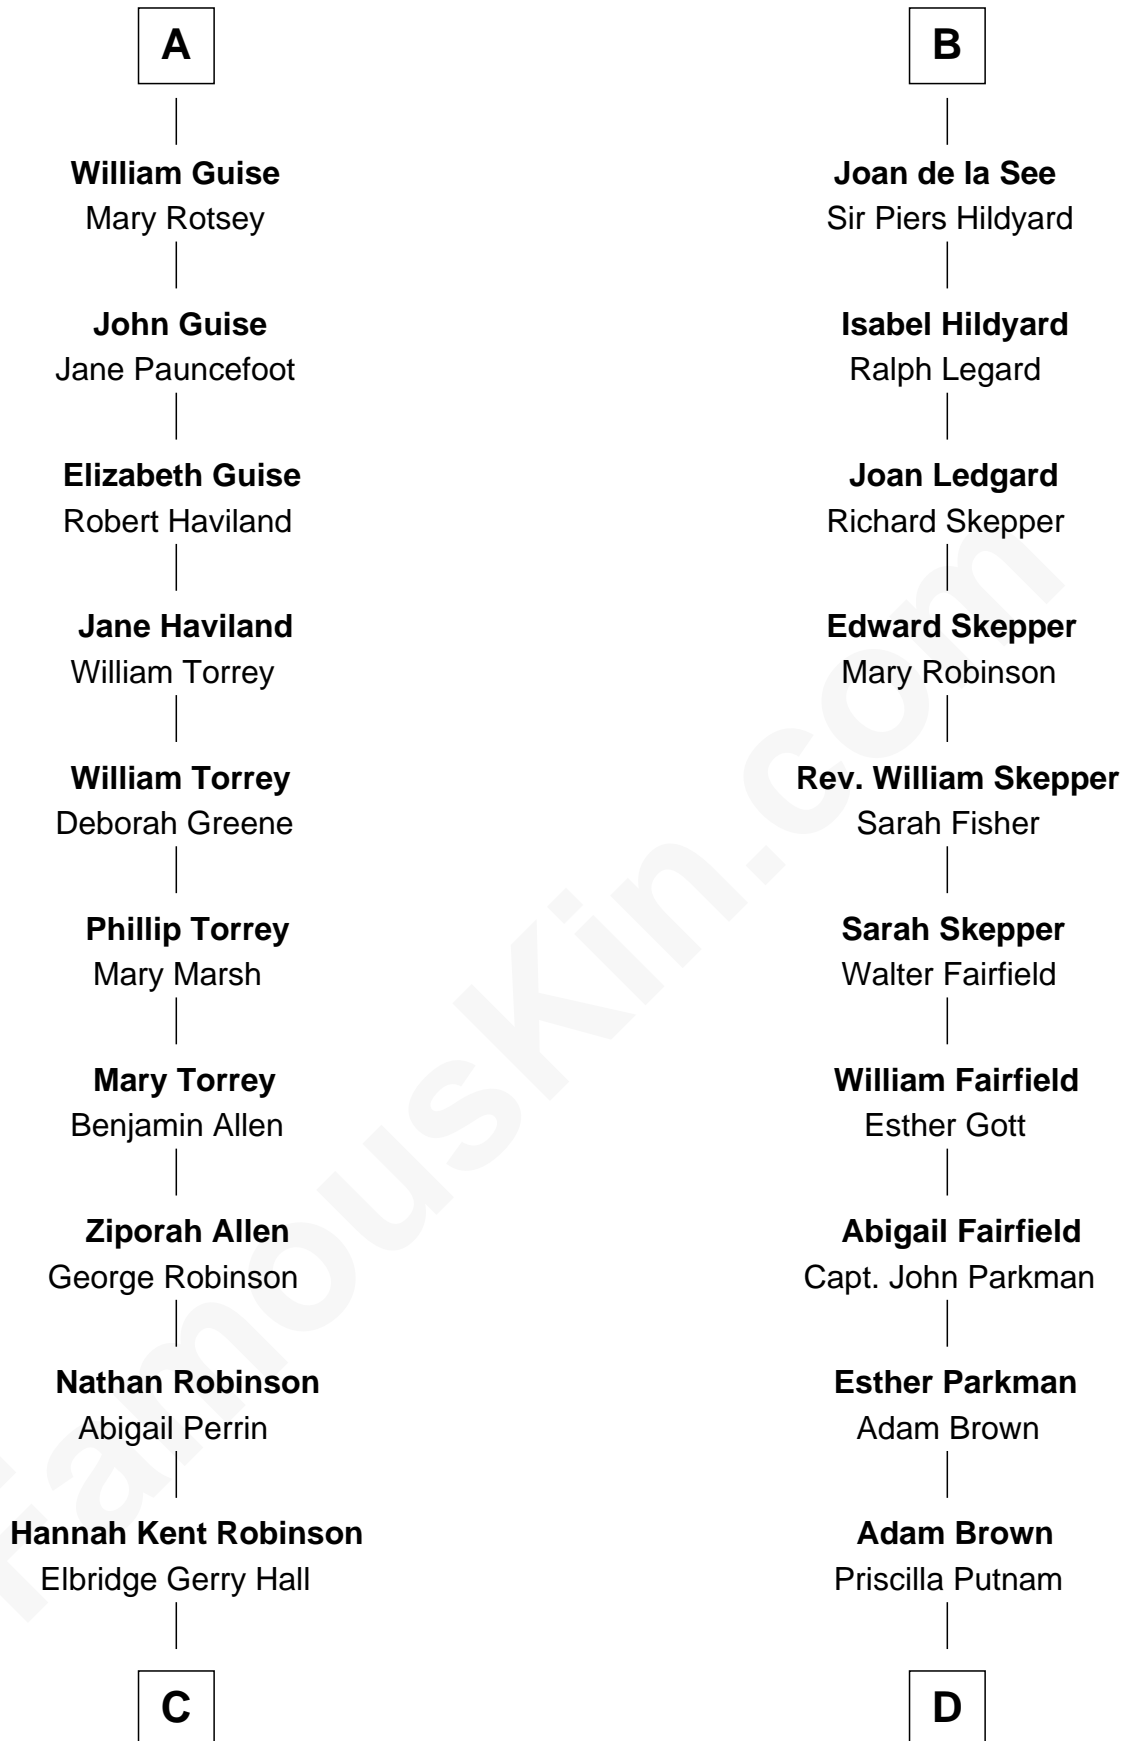 A
William Guise
Mary Rotsey
John Guise
Jane Pauncefoot
Elizabeth Guise
Robert Haviland
Jane Haviland
William Torrey
William Torrey
Deborah Greene
Phillip Torrey
Mary Marsh
Mary Torrey
Benjamin Allen
Ziporah Allen
George Robinson
Nathan Robinson
Abigail Perrin
Hannah Kent Robinson
Elbridge Gerry Hall
C
B
Joan de la See
Sir Piers Hildyard
Isabel Hildyard
Ralph Legard
Joan Ledgard
Richard Skepper
Edward Skepper
Mary Robinson
Rev. William Skepper
Sarah Fisher
Sarah Skepper
Walter Fairfield
William Fairfield
Esther Gott
Abigail Fairfield
Capt. John Parkman
Esther Parkman
Adam Brown
Adam Brown
Priscilla Putnam
D
FamousKin.com